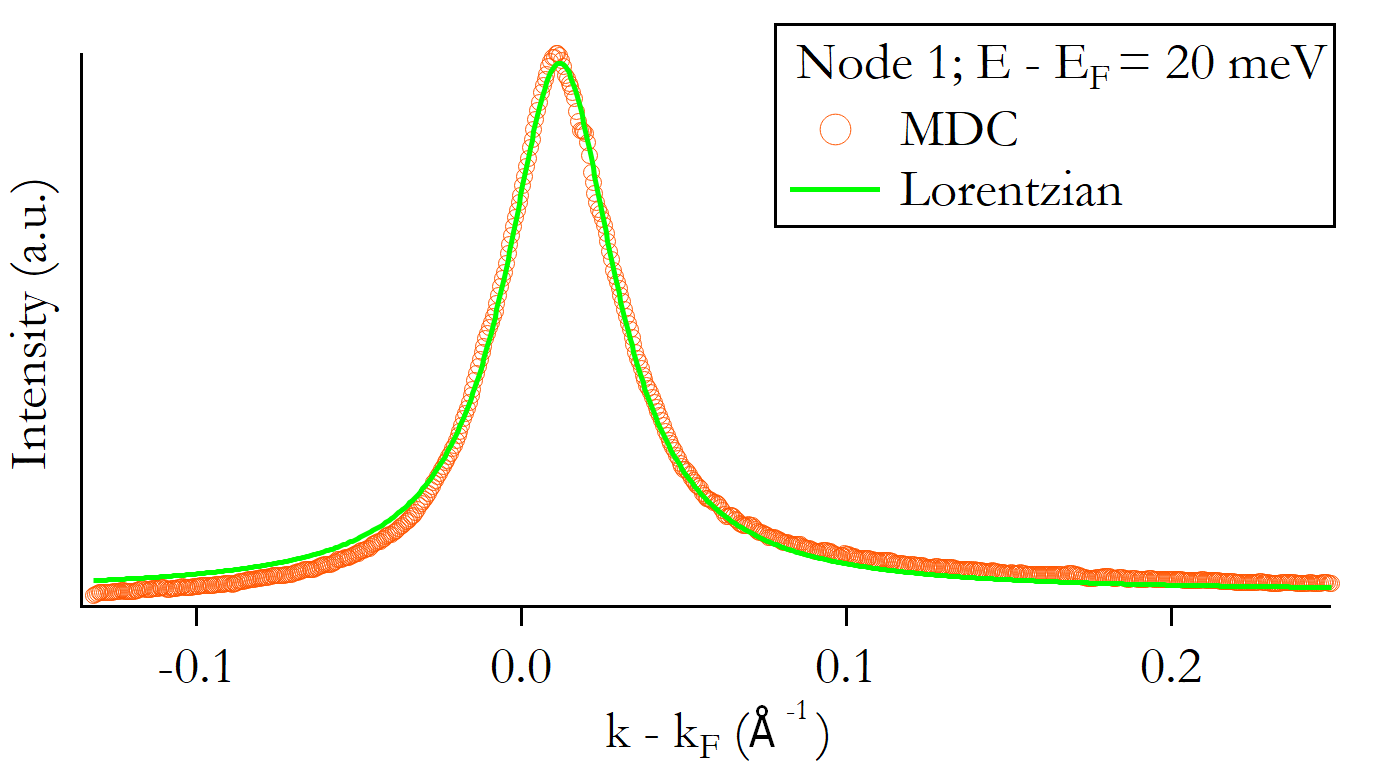 Node 1; E - E_F = 20 meV
MDC
Lorentzian
Intensity (a.u.)
-0.1 0.0 0.1 0.2
k - k_F (Å^-1)